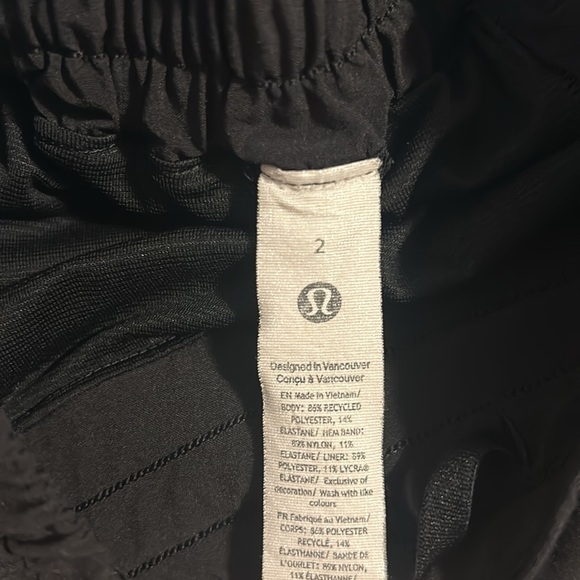 2
Designed in Vancouver
Conçu à Vancouver
EN Made in Vietnam/
BODY: 86% RECYCLED
POLYESTER, 14%
ELASTANE/ HEM BAND:
89% NYLON, 11%
ELASTANE/ LINER: 89%
POLYESTER, 11% LYCRA®
ELASTANE/ Exclusive of
decoration/ Wash with like
colours
FR Fabriqué au Vietnam/
CORPS: 86% POLYESTER
RECYCLÉ, 14%
ÉLASTHANNE/ BANDE DE
L'OURLET: 89% NYLON,
11% ÉLASTHANNE/